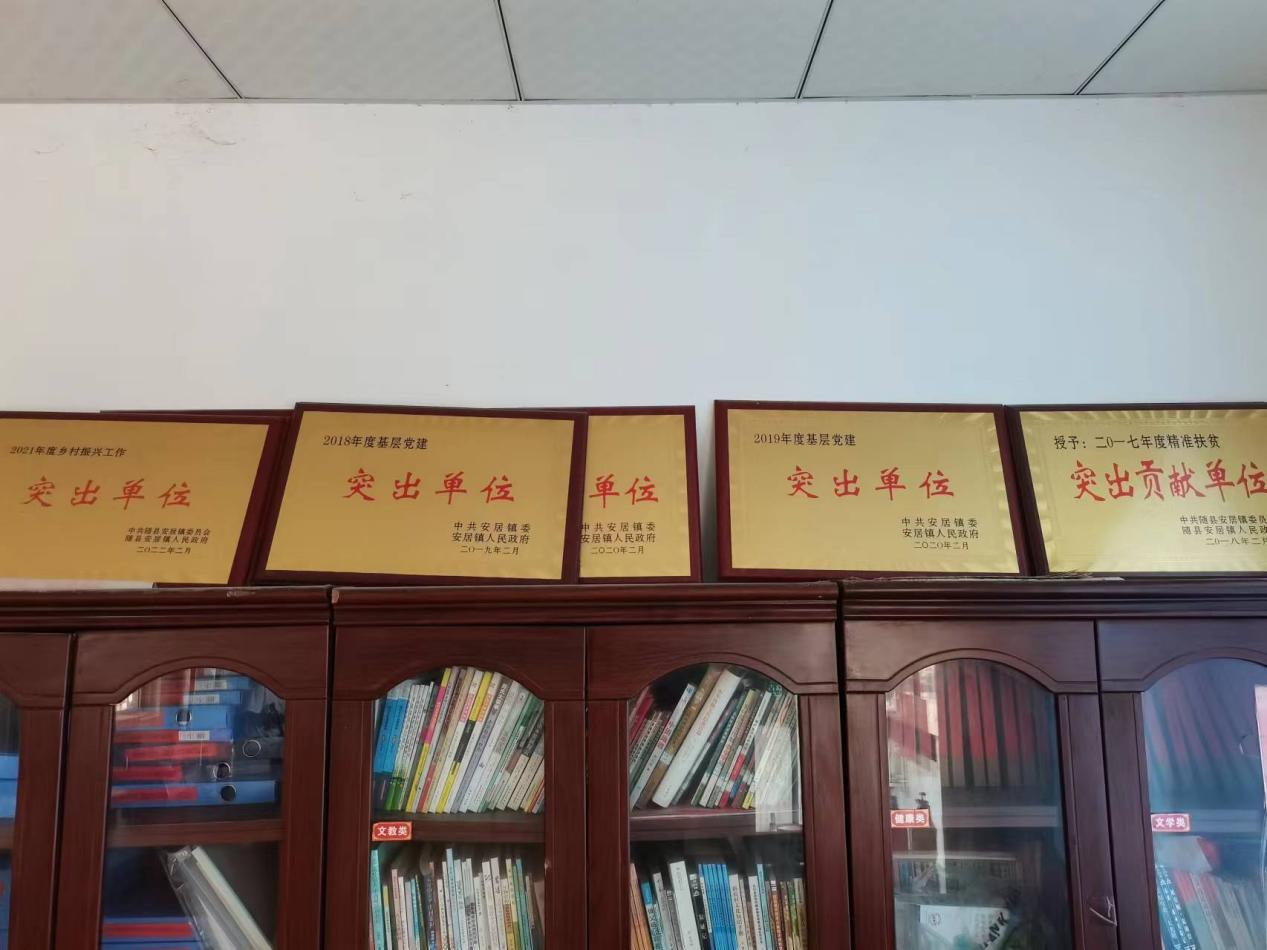 2021年度乡村振兴工作
突出单位
中共随县安居镇委员会
随县安居镇人民政府
二〇二二年二月
2018年度基层党建
突出单位
中共安居镇委
安居镇人民政府
二〇一九年二月
单位
中共安居镇委
安居镇人民政府
二〇二〇年二月
2019年度基层党建
突出单位
中共安居镇委
安居镇人民政府
二〇二〇年二月
授予：二〇一七年度精准扶贫
突出贡献单位
中共随县安居镇委员
随县安居镇人民政
二〇一八年二月
文教类
健康类
文学类